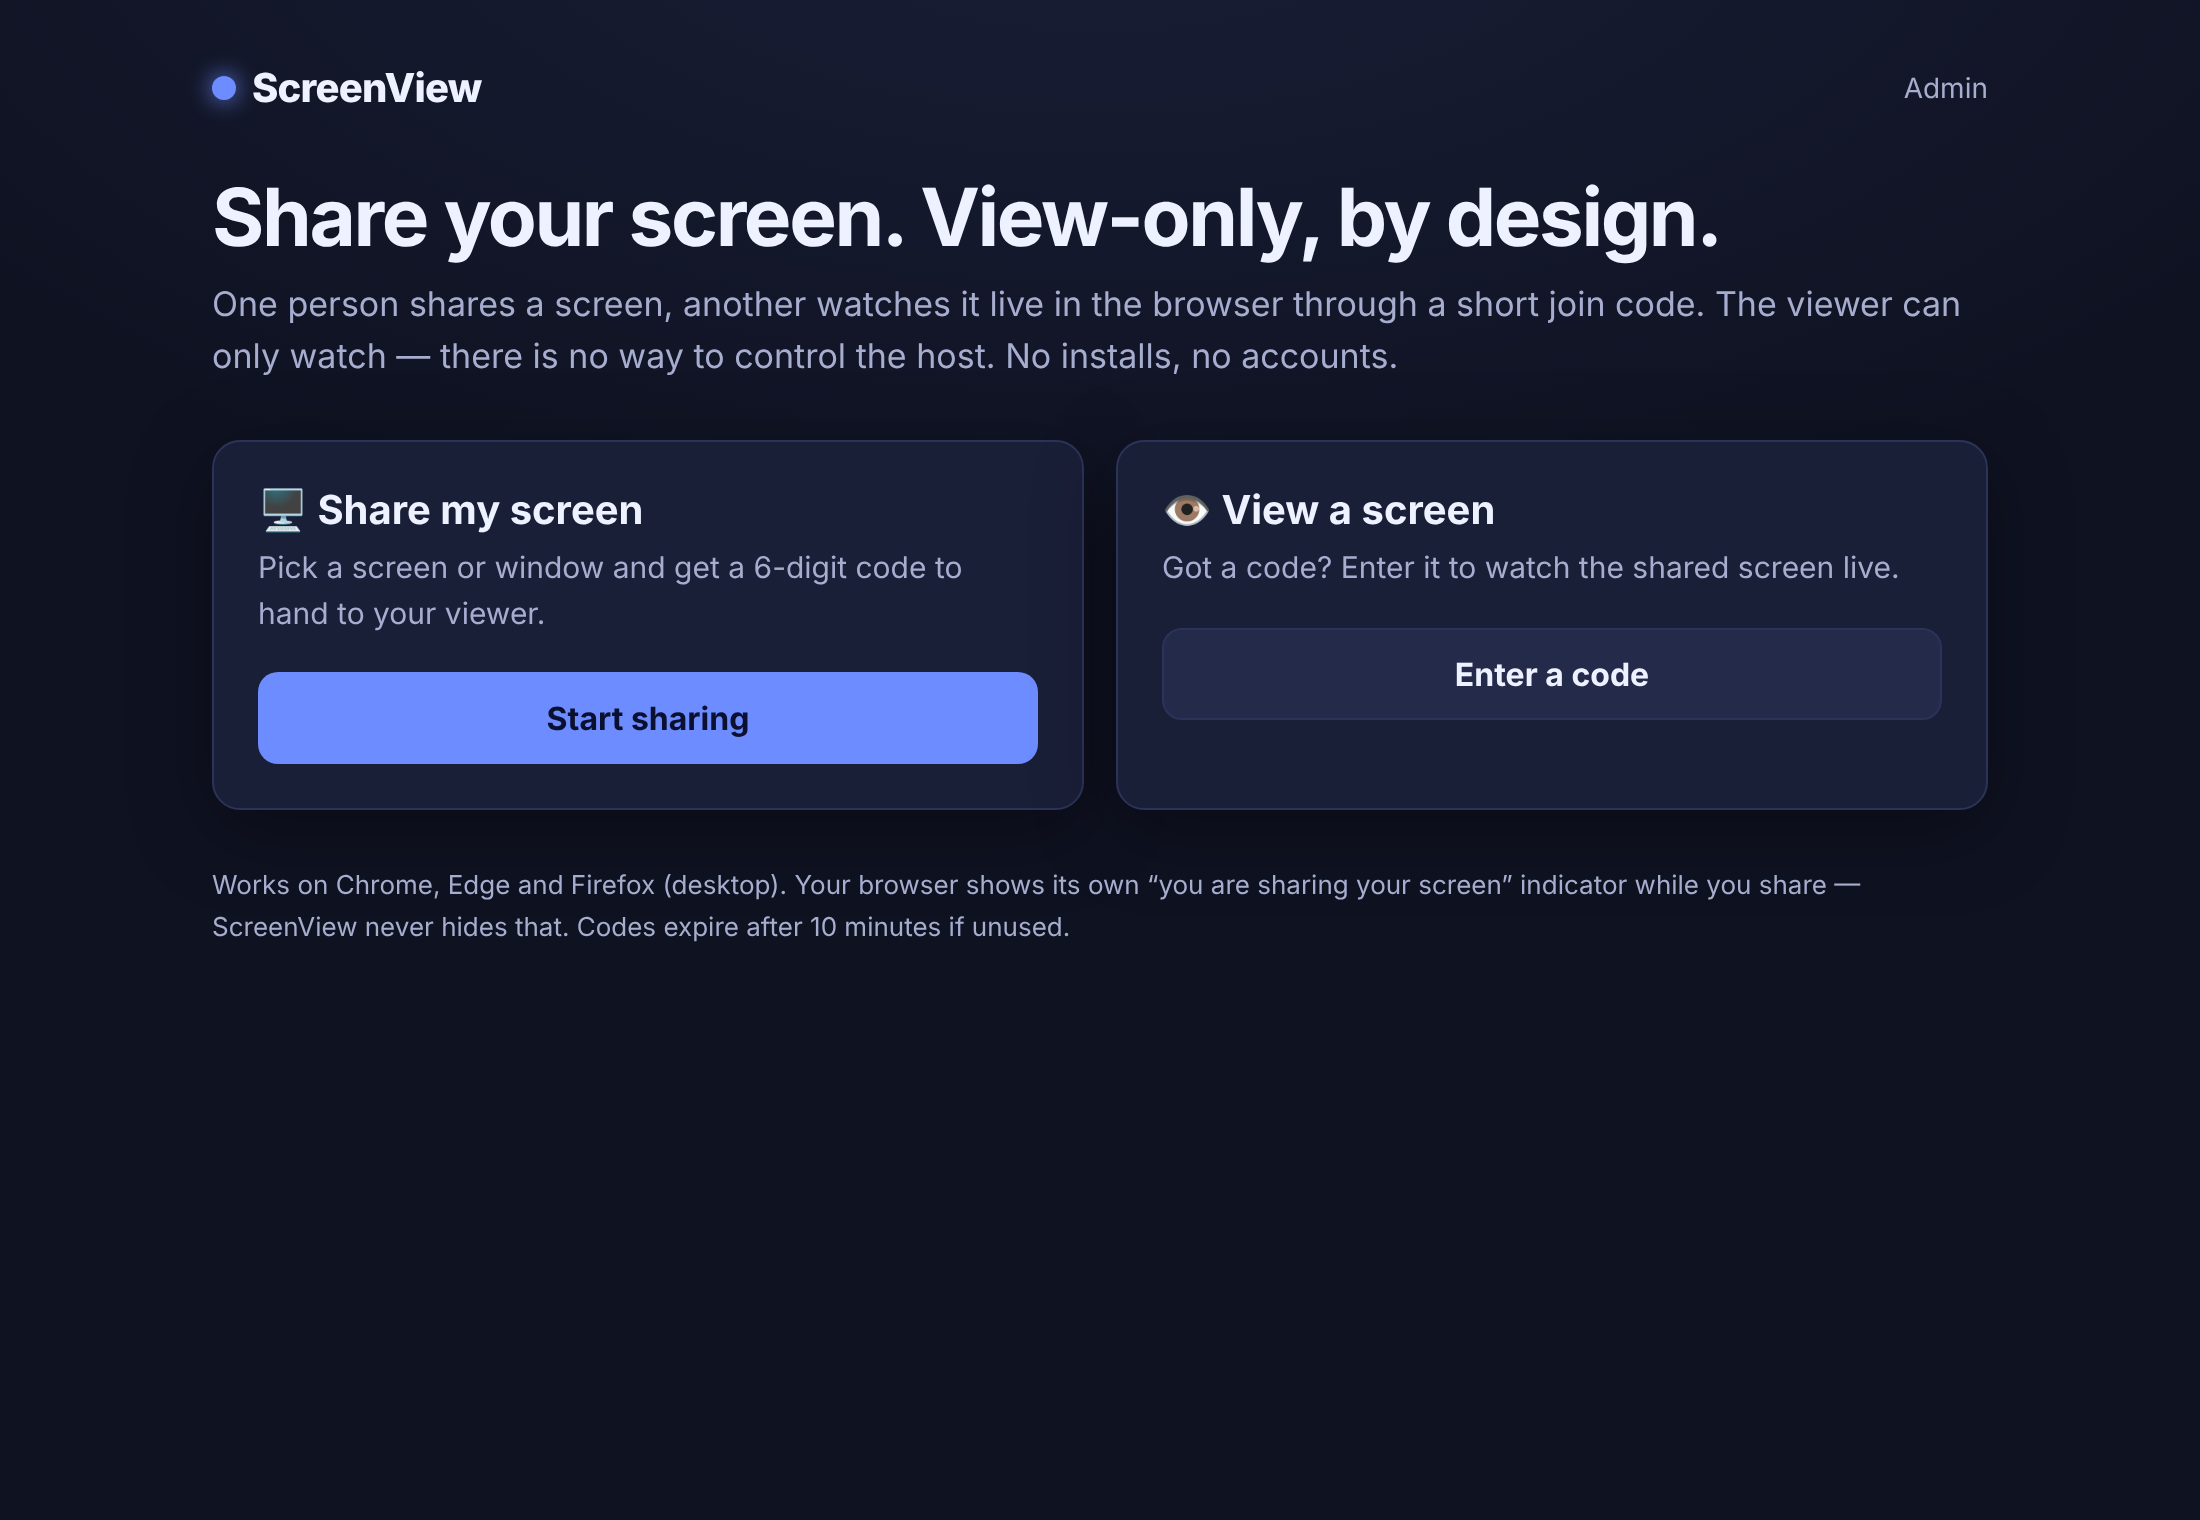 ScreenView
Admin
Share your screen. View-only, by design.
One person shares a screen, another watches it live in the browser through a short join code. The viewer can
only watch — there is no way to control the host. No installs, no accounts.
Share my screen
Pick a screen or window and get a 6-digit code to
hand to your viewer.
Start sharing
View a screen
Got a code? Enter it to watch the shared screen live.
Enter a code
Works on Chrome, Edge and Firefox (desktop). Your browser shows its own “you are sharing your screen” indicator while you share —
ScreenView never hides that. Codes expire after 10 minutes if unused.